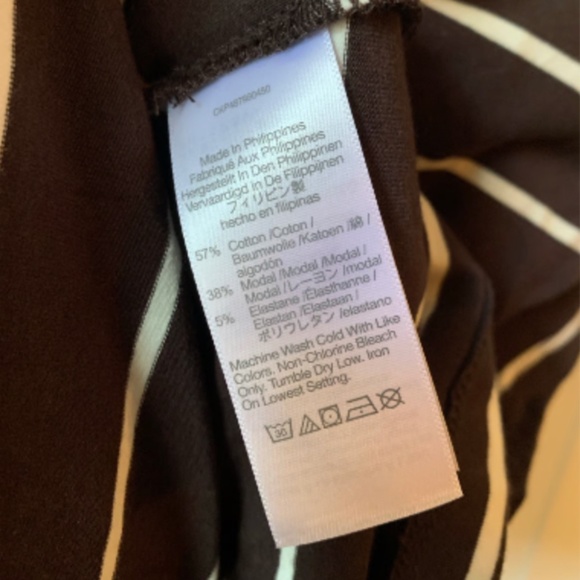 Made In Philippines
Fabriqué Aux Philippines
Hergestellt In Den Philippinen
Vervaardigd in De Filippijnen
フィリピン製
hecho en filipinas
57% Cotton /Coton /
Baumwolle /Katoen /綿 /
algodón
38% Modal /Modal /Modal /
Modal /レーヨン /modal
5% Elastane /Elasthanne /
Elastan /Elastaan /
ポリウレタン /elastano
Machine Wash Cold With Like
Colors. Non-Chlorine Bleach
Only. Tumble Dry Low. Iron
On Lowest Setting.
30